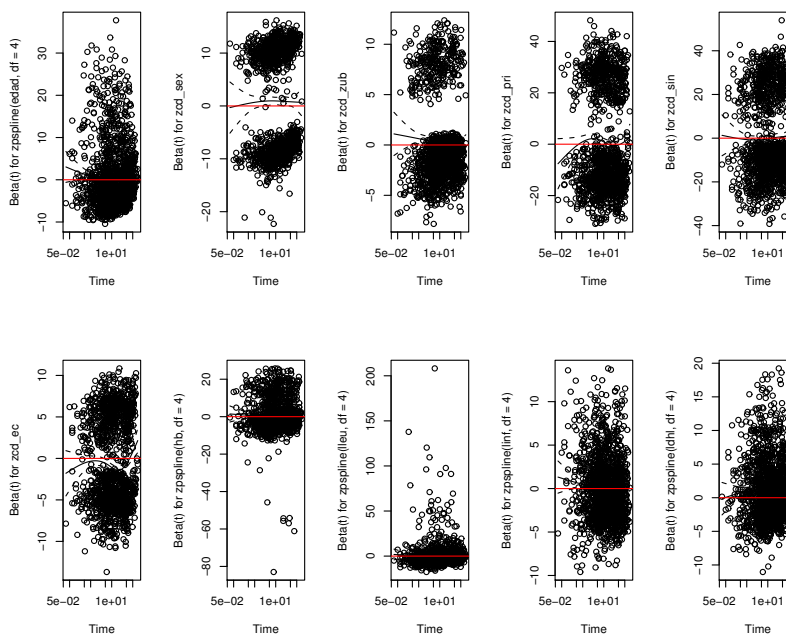 Beta(t) for zpspline(edad, df = 4)
−10 0 10 20 30
5e−02 1e+01
Time
Beta(t) for zcd_sex
−20 −10 0 10
5e−02 1e+01
Time
Beta(t) for zcd_zub
−5 0 5 10
5e−02 1e+01
Time
Beta(t) for zcd_pri
−20 0 20 40
5e−02 1e+01
Time
Beta(t) for zcd_sin
−40 −20 0 20 40
5e−02 1e+01
Time
Beta(t) for zcd_ec
−10 −5 0 5 10
5e−02 1e+01
Time
Beta(t) for zpspline(hb, df = 4)
−80 −60 −40 −20 0 20
5e−02 1e+01
Time
Beta(t) for zpspline(lleu, df = 4)
0 50 100 150 200
5e−02 1e+01
Time
Beta(t) for zpspline(linf, df = 4)
−10 −5 0 5 10
5e−02 1e+01
Time
Beta(t) for zpspline(ldhl, df = 4)
−10 −5 0 5 10 15 20
5e−02 1e+01
Time